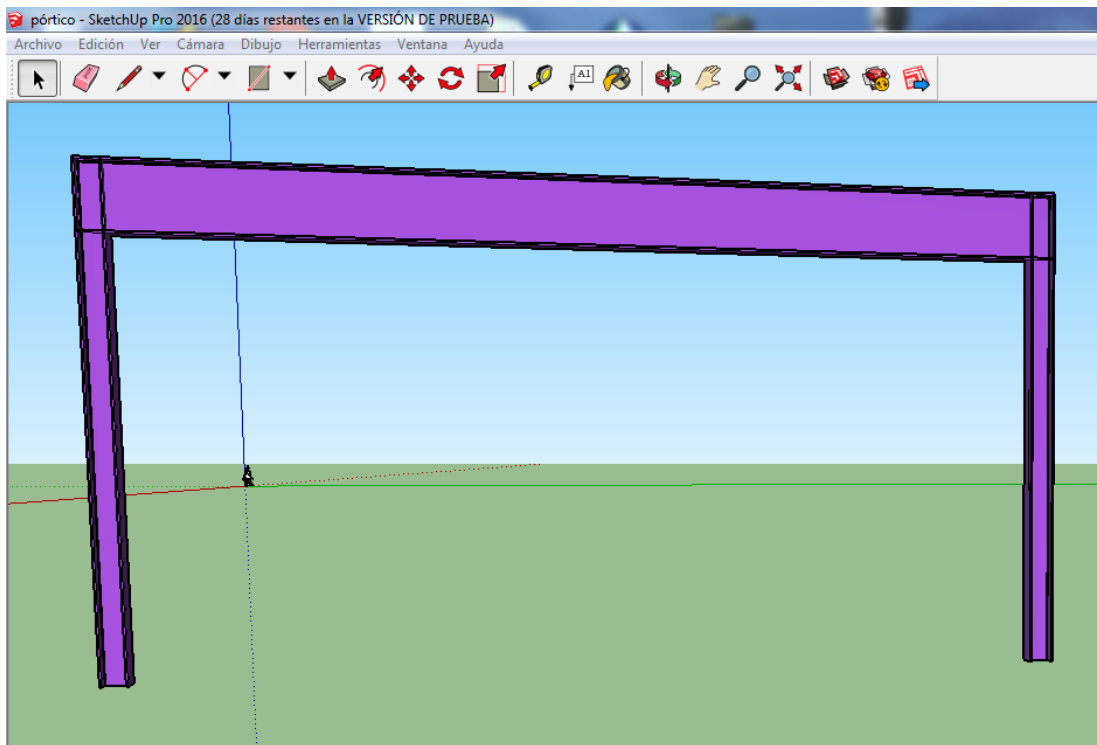 pórtico - SketchUp Pro 2016 (28 días restantes en la VERSIÓN DE PRUEBA)
Archivo Edición Ver Cámara Dibujo Herramientas Ventana Ayuda
A1